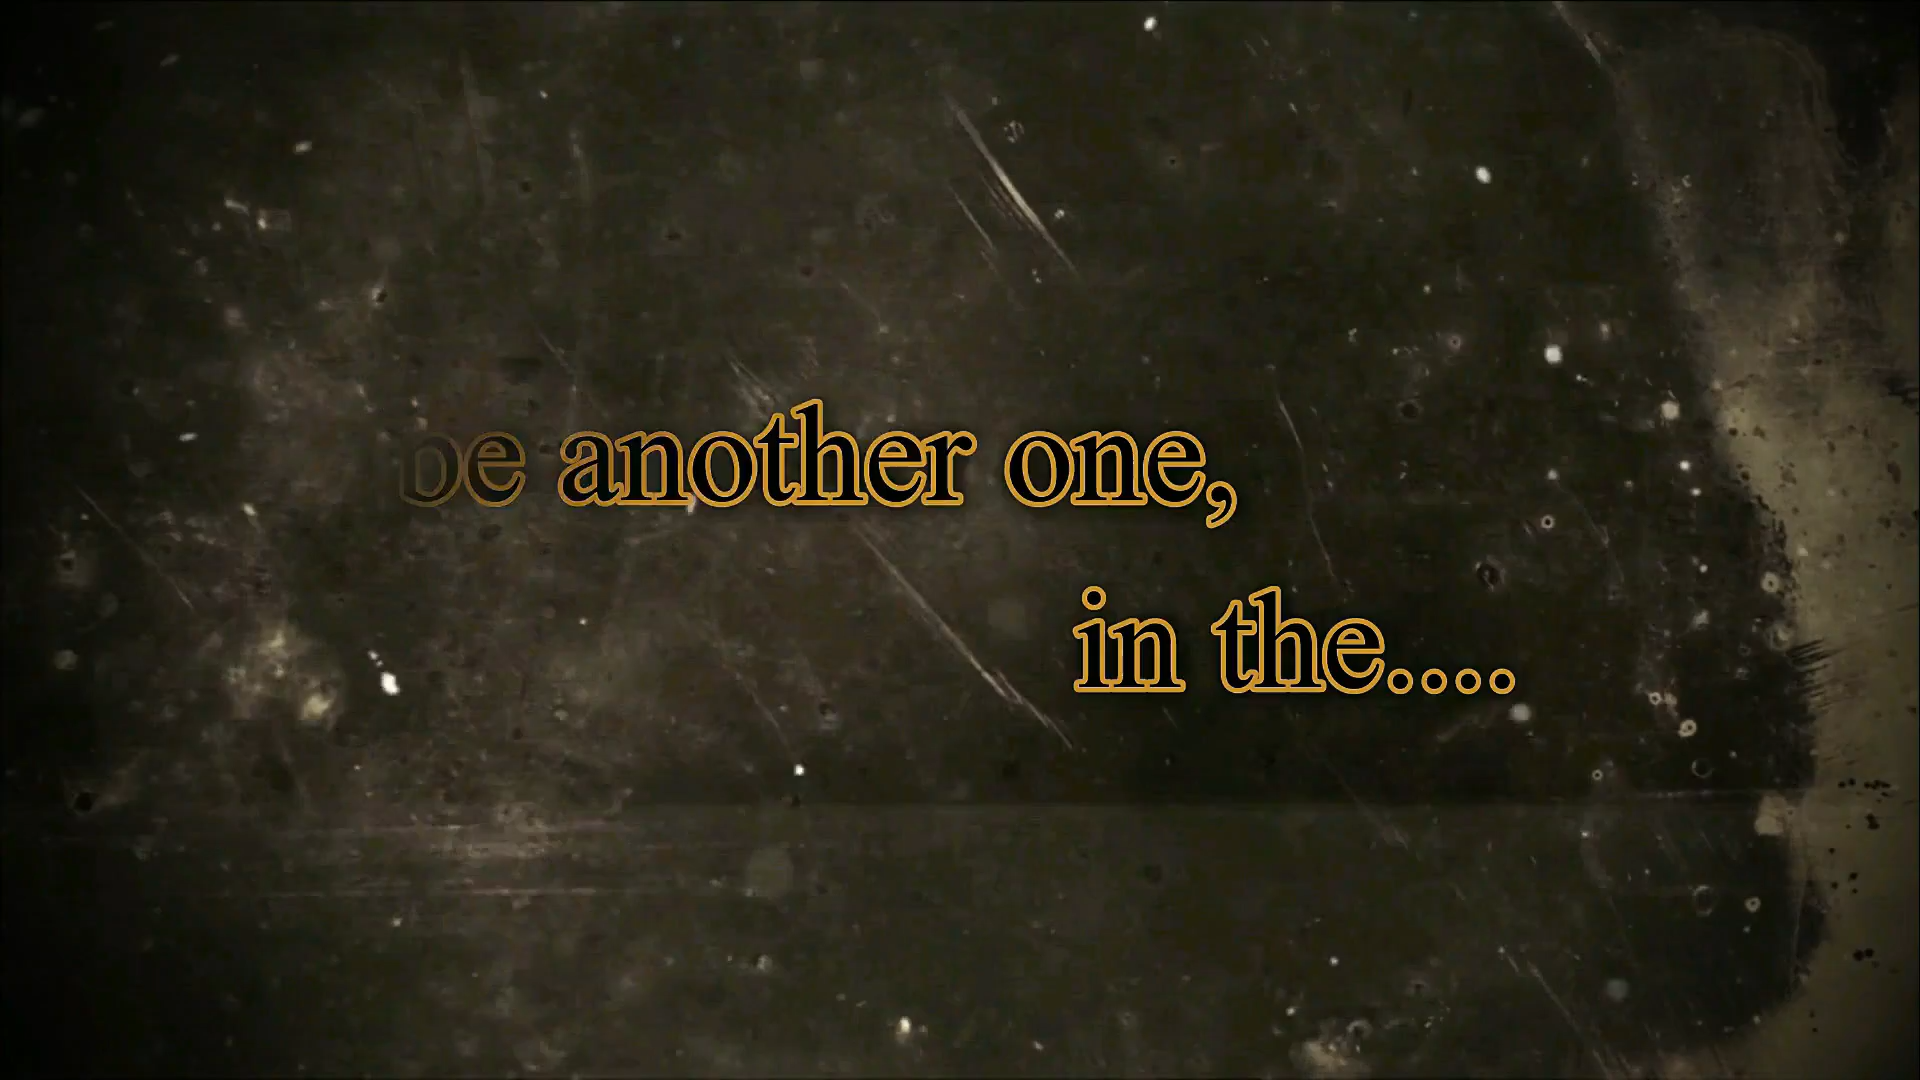 be another one,
in the....